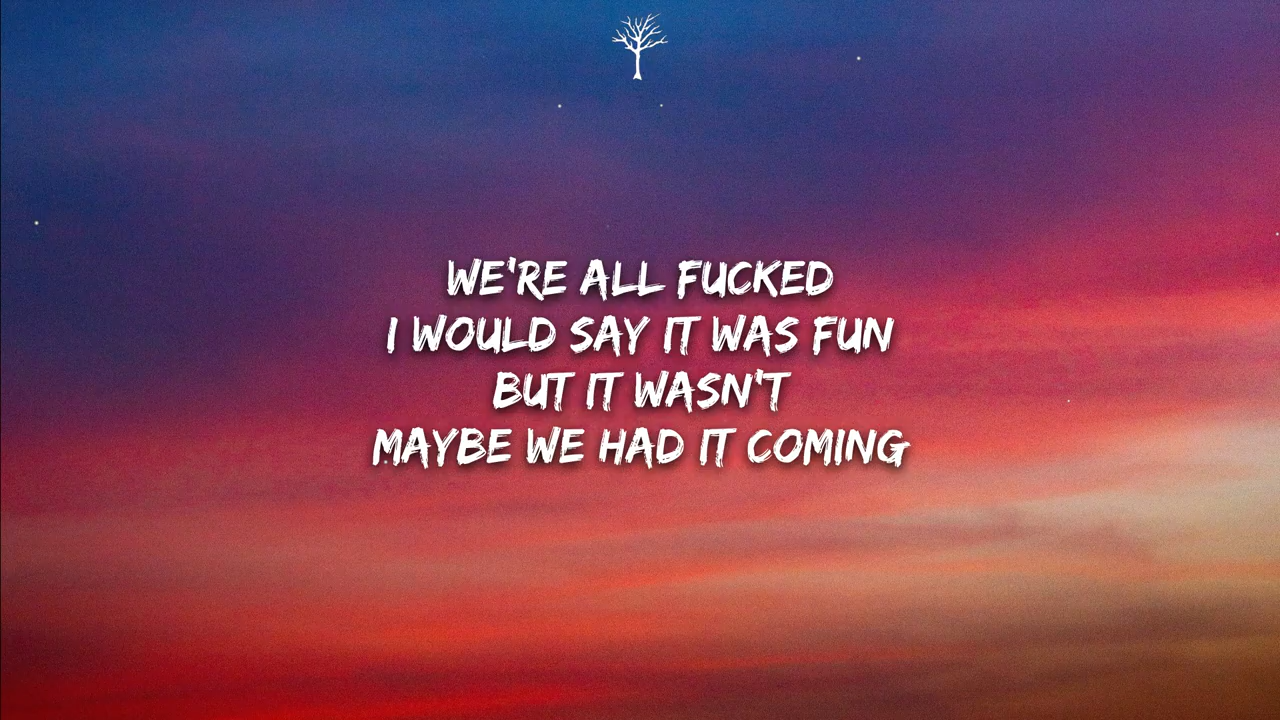 WE'RE ALL FUCKED
I WOULD SAY IT WAS FUN
BUT IT WASN'T
MAYBE WE HAD IT COMING